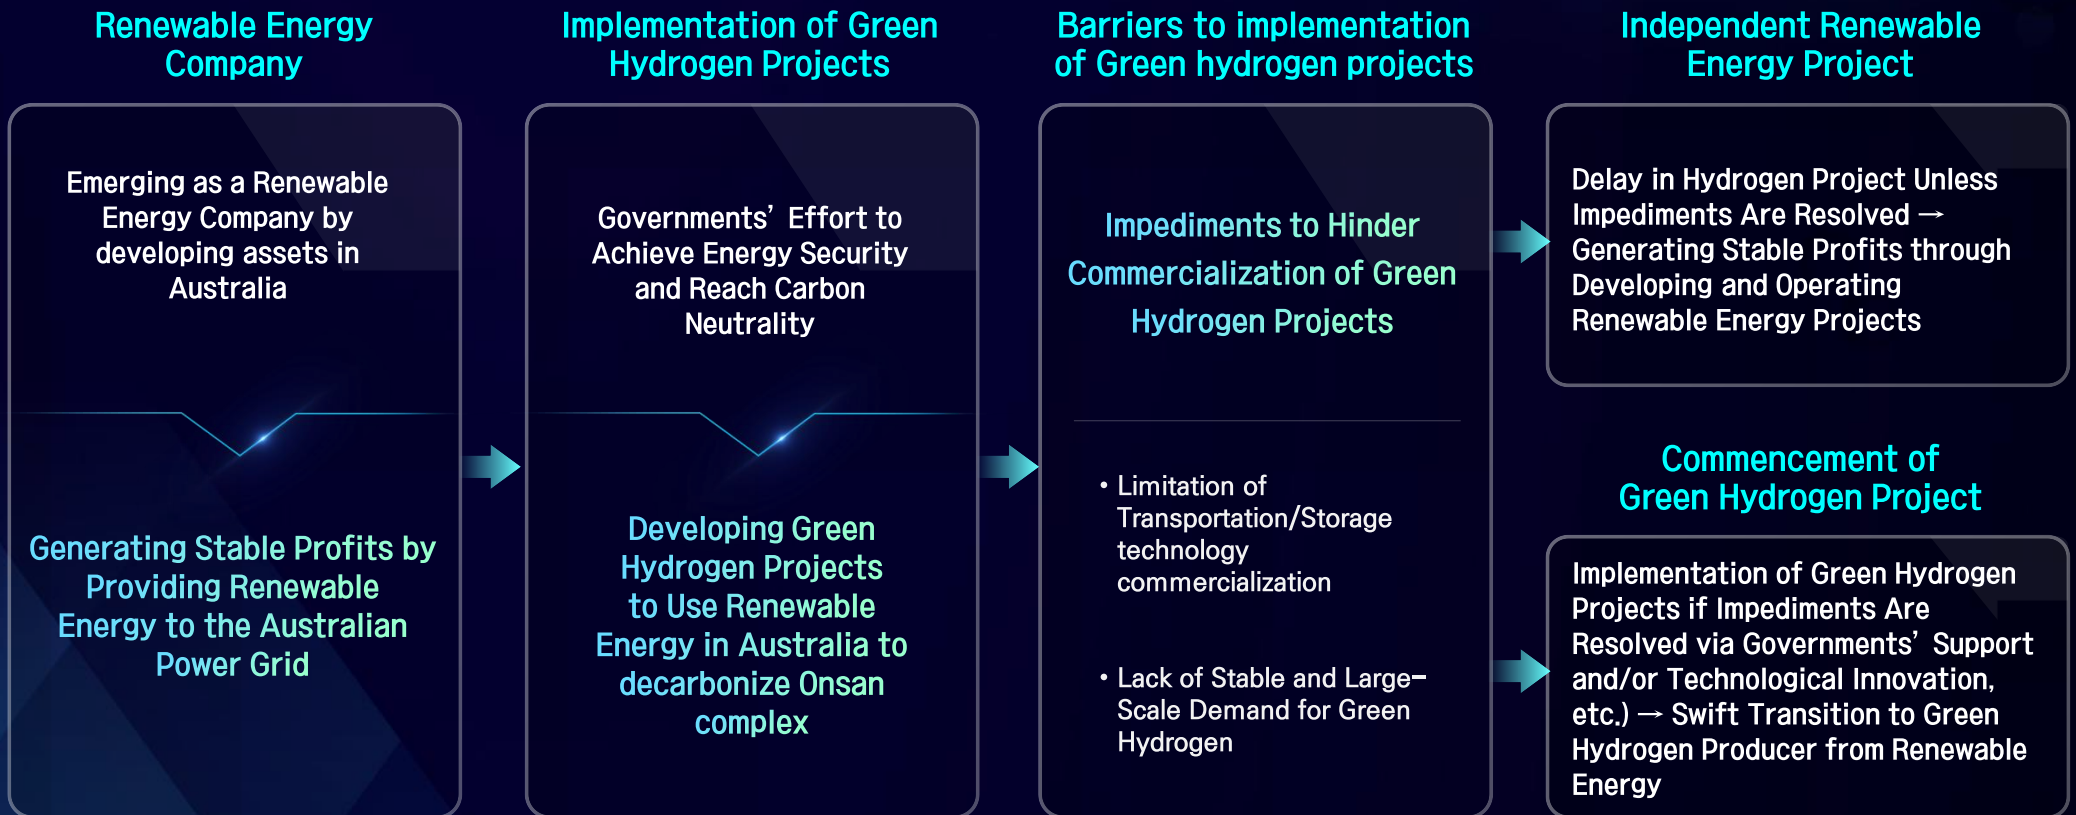 Renewable Energy
Company
Emerging as a Renewable
Energy Company by
developing assets in
Australia
Generating Stable Profits by
Providing Renewable
Energy to the Australian
Power Grid
Implementation of Green
Hydrogen Projects
Governments’ Effort to
Achieve Energy Security
and Reach Carbon
Neutrality
Developing Green
Hydrogen Projects
to Use Renewable
Energy in Australia to
decarbonize Onsan
complex
Barriers to implementation
of Green hydrogen projects
Impediments to Hinder
Commercialization of Green
Hydrogen Projects
• Limitation of
Transportation/Storage
technology
commercialization
• Lack of Stable and Large-
Scale Demand for Green
Hydrogen
Independent Renewable
Energy Project
Delay in Hydrogen Project Unless
Impediments Are Resolved →
Generating Stable Profits through
Developing and Operating
Renewable Energy Projects
Commencement of
Green Hydrogen Project
Implementation of Green Hydrogen
Projects if Impediments Are
Resolved via Governments’ Support
and/or Technological Innovation,
etc.) → Swift Transition to Green
Hydrogen Producer from Renewable
Energy